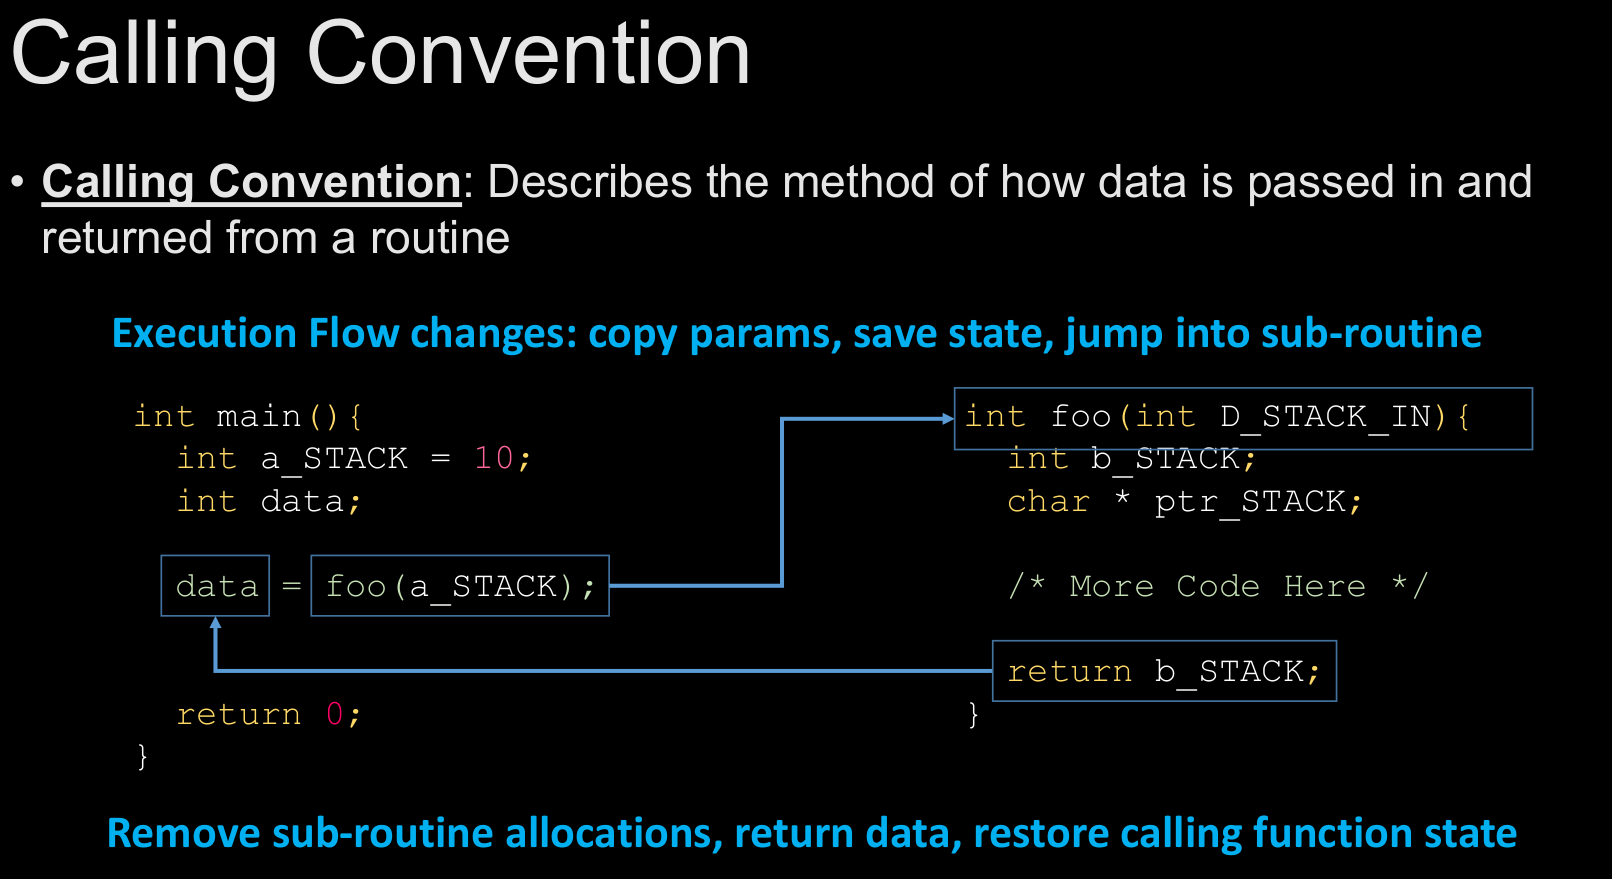 Calling Convention
• Calling Convention: Describes the method of how data is passed in and
returned from a routine
Execution Flow changes: copy params, save state, jump into sub-routine
int main(){
int a_STACK = 10;
int data;
data = foo(a_STACK);
return 0;
}
int foo(int D_STACK_IN){
int b_STACK;
char * ptr_STACK;
/* More Code Here */
return b_STACK;
}
Remove sub-routine allocations, return data, restore calling function state